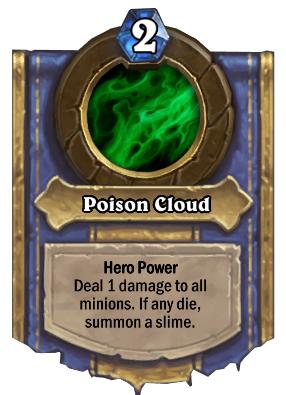 2
Poison Cloud
Hero Power
Deal 1 damage to all
minions. If any die,
summon a slime.